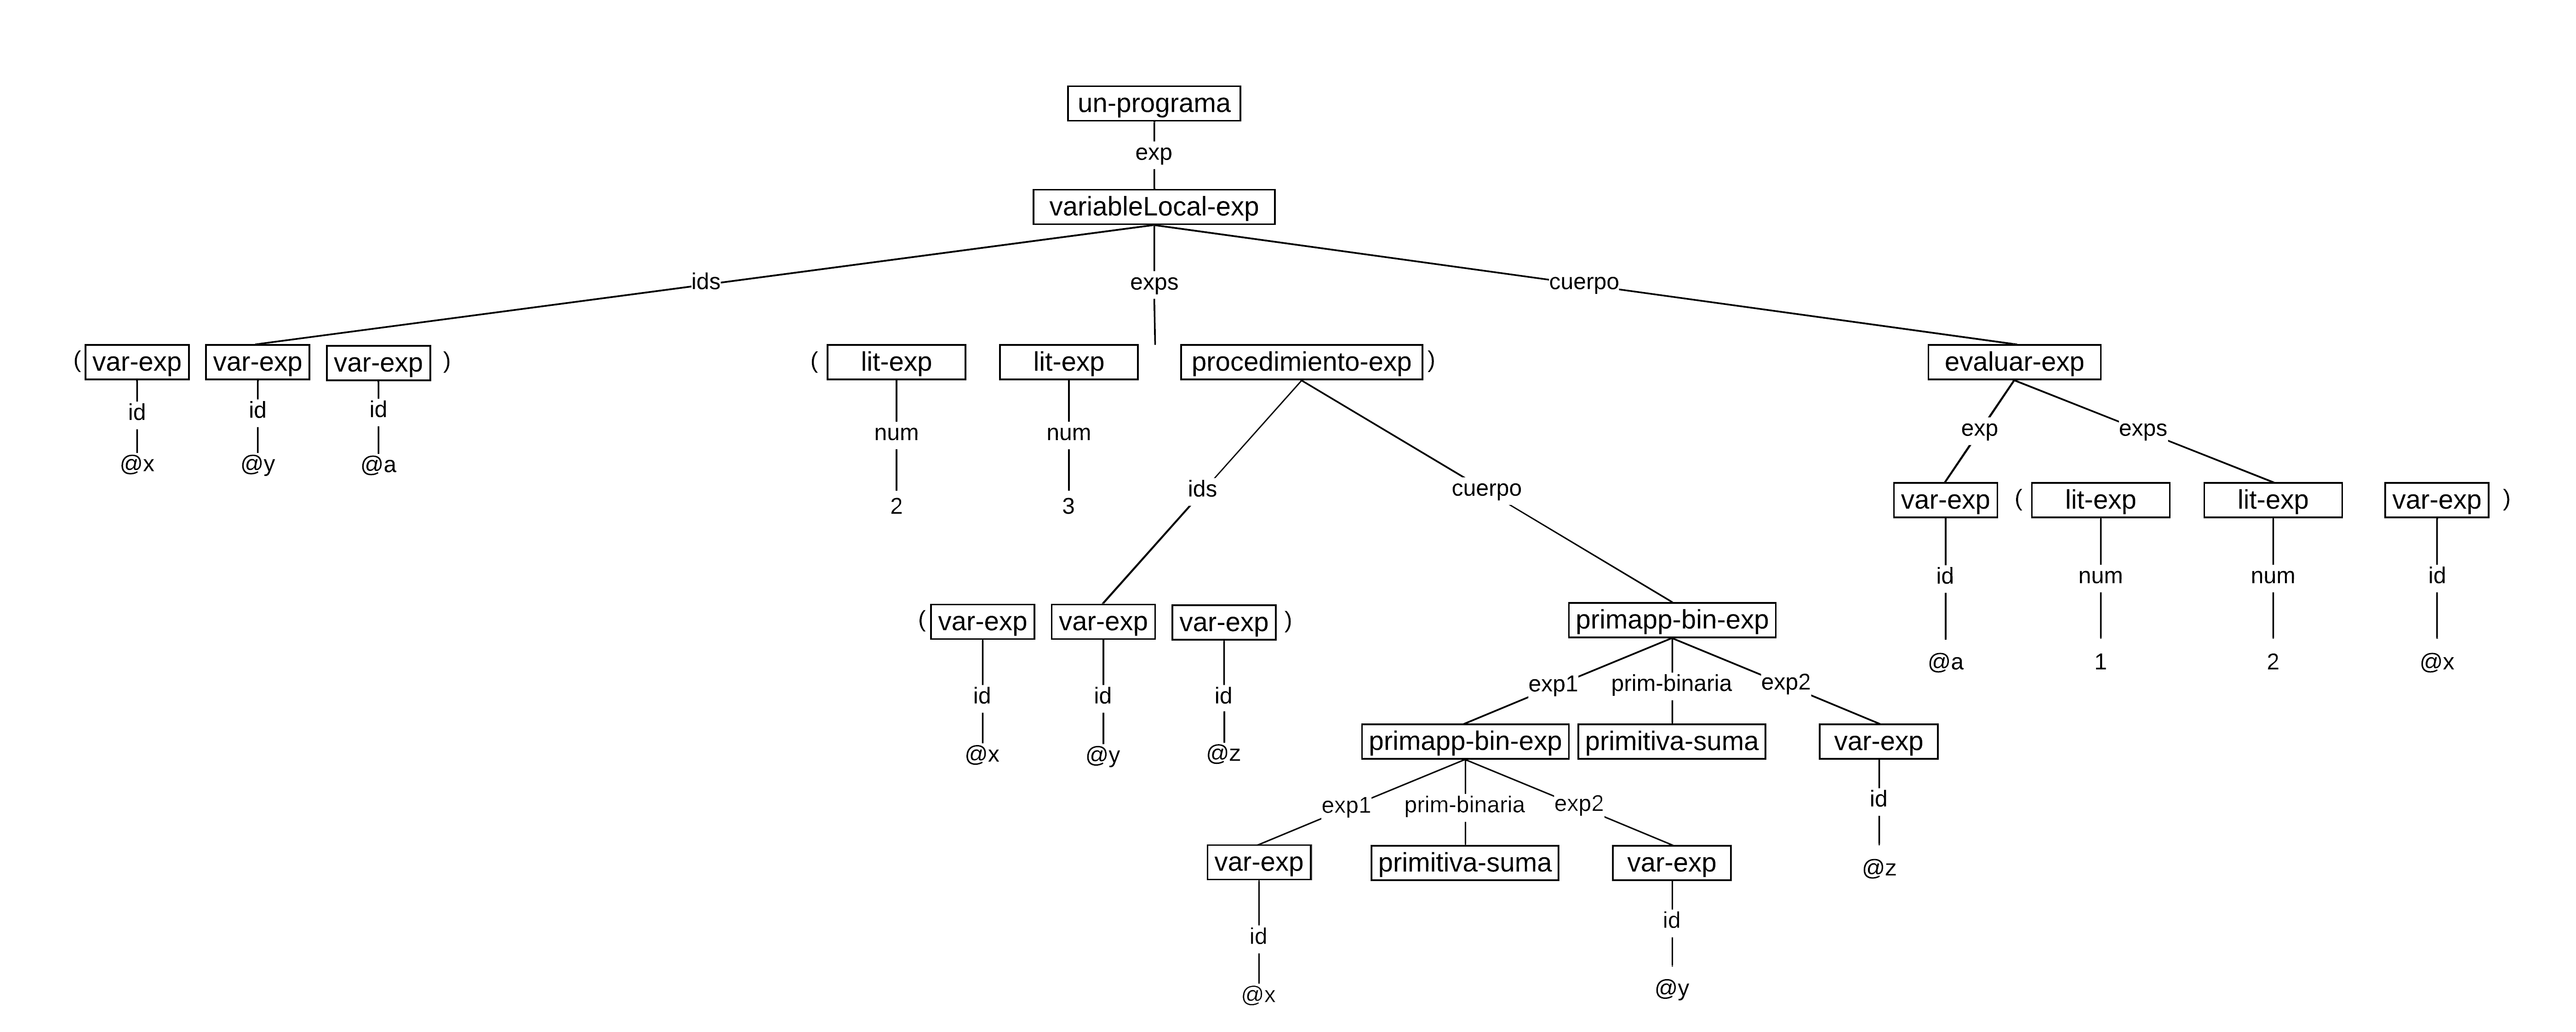 un-programa
exp
variableLocal-exp
ids exps cuerpo
( var-exp var-exp var-exp ) ( lit-exp lit-exp procedimiento-exp ) evaluar-exp
id id id num num exp exps
@x @y @a
ids cuerpo
2 3
var-exp ( lit-exp lit-exp var-exp )
id num num id
( var-exp var-exp var-exp ) primapp-bin-exp
@a 1 2 @x
id id id exp1 prim-binaria exp2
@x @y @z primapp-bin-exp primitiva-suma var-exp
exp1 prim-binaria exp2 id
var-exp primitiva-suma var-exp @z
id id
@x @y